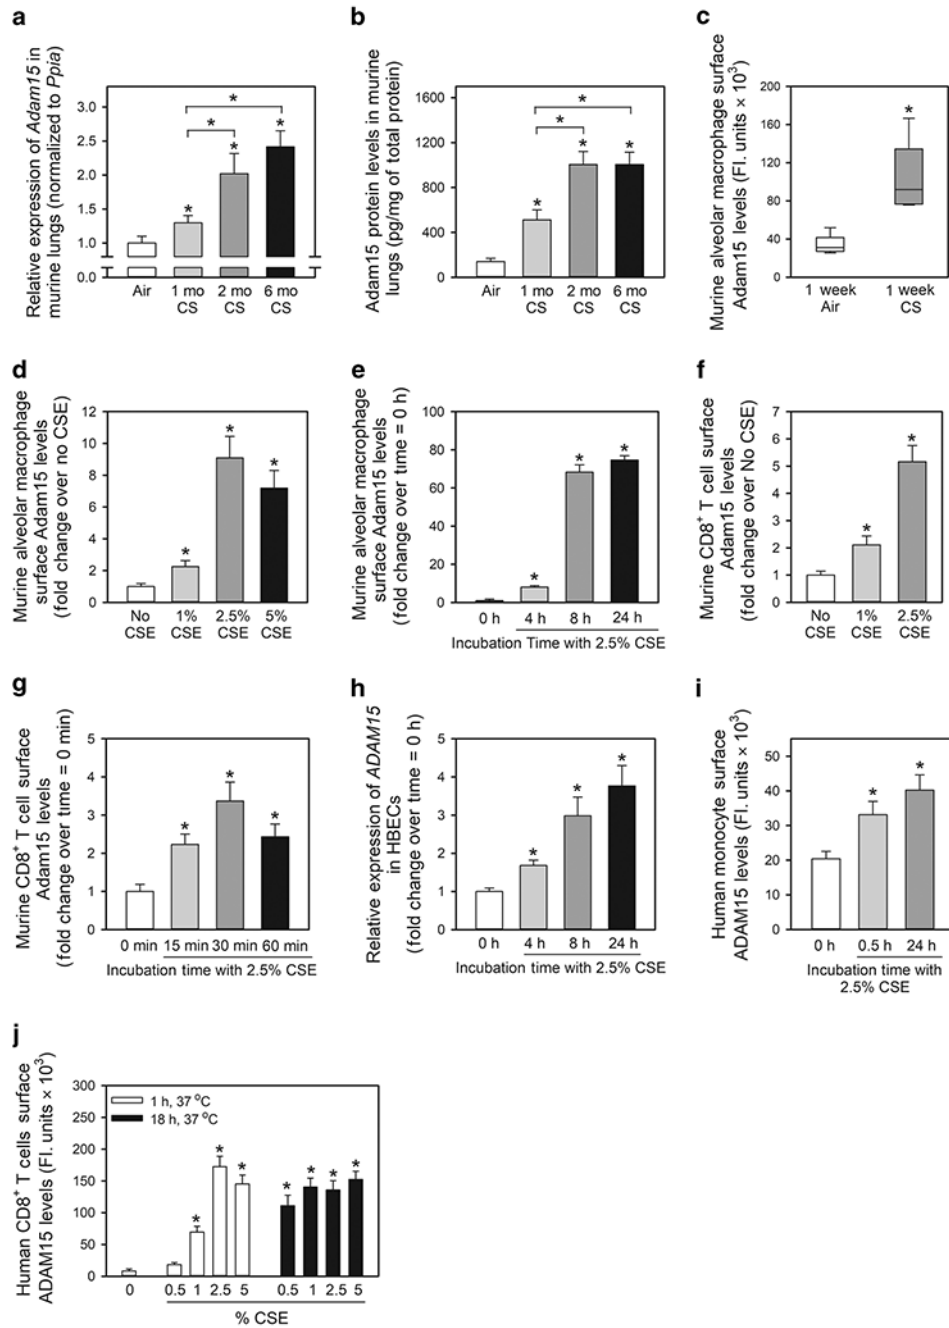 a
Relative expression of Adam15 in
murine lungs (normalized to Ppia)
3.0
2.5
2.0
1.5
1.0
0.0
*
*
*
*
*
Air
1 mo
CS
2 mo
CS
6 mo
CS
b
Adam15 protein levels in murine
lungs (pg/mg of total protein)
1600
1200
800
400
0
*
*
*
*
*
Air
1 mo
CS
2 mo
CS
6 mo
CS
c
Murine alveolar macrophage surface
Adam15 levels (Fl. units × 10³)
200
160
120
80
40
0
*
1 week
Air
1 week
CS
d
Murine alveolar macrophage
surface Adam15 levels
(fold change over no CSE)
12
10
8
6
4
2
0
*
*
*
No
CSE
1%
CSE
2.5%
CSE
5%
CSE
e
Murine alveolar macrophage
surface Adam15 levels
(fold change over time = 0 h)
100
80
60
40
20
0
*
*
*
0 h
4 h
8 h
24 h
Incubation Time with 2.5% CSE
f
Murine CD8⁺ T cell surface
Adam15 levels
(fold change over No CSE)
7
6
5
4
3
2
1
0
*
*
No
CSE
1%
CSE
2.5%
CSE
g
Murine CD8⁺ T cell surface
Adam15 levels
(fold change over time = 0 min)
5
4
3
2
1
0
*
*
*
0 min
15 min
30 min
60 min
Incubation time with 2.5% CSE
h
Relative expression of ADAM15
in HBECs
(fold change over time = 0 h)
5
4
3
2
1
0
*
*
*
0 h
4 h
8 h
24 h
Incubation time with 2.5% CSE
i
Human monocyte surface
ADAM15 levels (Fl. units × 10³)
50
40
30
20
10
0
*
*
0 h
0.5 h
24 h
Incubation time with
2.5% CSE
j
Human CD8⁺ T cells surface
ADAM15 levels (Fl. units × 10³)
300
250
200
150
100
50
0
1 h, 37 °C
18 h, 37 °C
*
*
*
*
*
*
*
0
0.5
1
2.5
5
0.5
1
2.5
5
% CSE